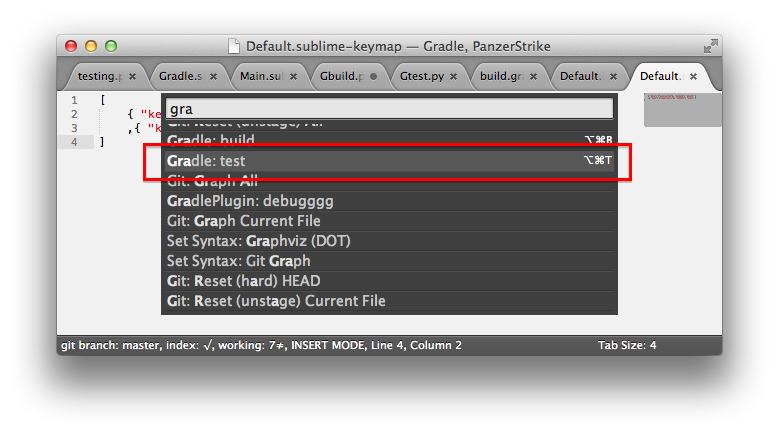 Default.sublime-keymap — Gradle, PanzerStrike
testing.p × Gradle.s × Main.sul × Gbuild.p Gtest.py × build.gra × Default. × Default. ×
gra
1 [
2 { "ke
3 ,{ "k
4 ]
Git: Reset (unstage) All
Gradle: build ⌥⌘B
Gradle: test ⌥⌘T
Git: Graph All
GradlePlugin: debugggg
Git: Graph Current File
Set Syntax: Graphviz (DOT)
Set Syntax: Git Graph
Git: Reset (hard) HEAD
Git: Reset (unstage) Current File
git branch: master, index: √, working: 7≠, INSERT MODE, Line 4, Column 2 Tab Size: 4